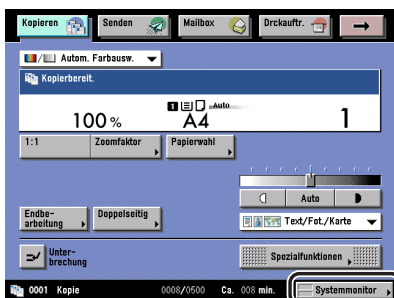 Kopieren Senden Mailbox Drckauftr.
Autom. Farbausw.
Kopierbereit.
1 Auto
100 % A4 1
1:1 Zoomfaktor Papierwahl
Auto
Endbe-
arbeitung Doppelseitig Text/Fot./Karte
Unter-
brechung Spezialfunktionen
0001 Kopie 0008/0500 Ca. 008 min. Systemmonitor